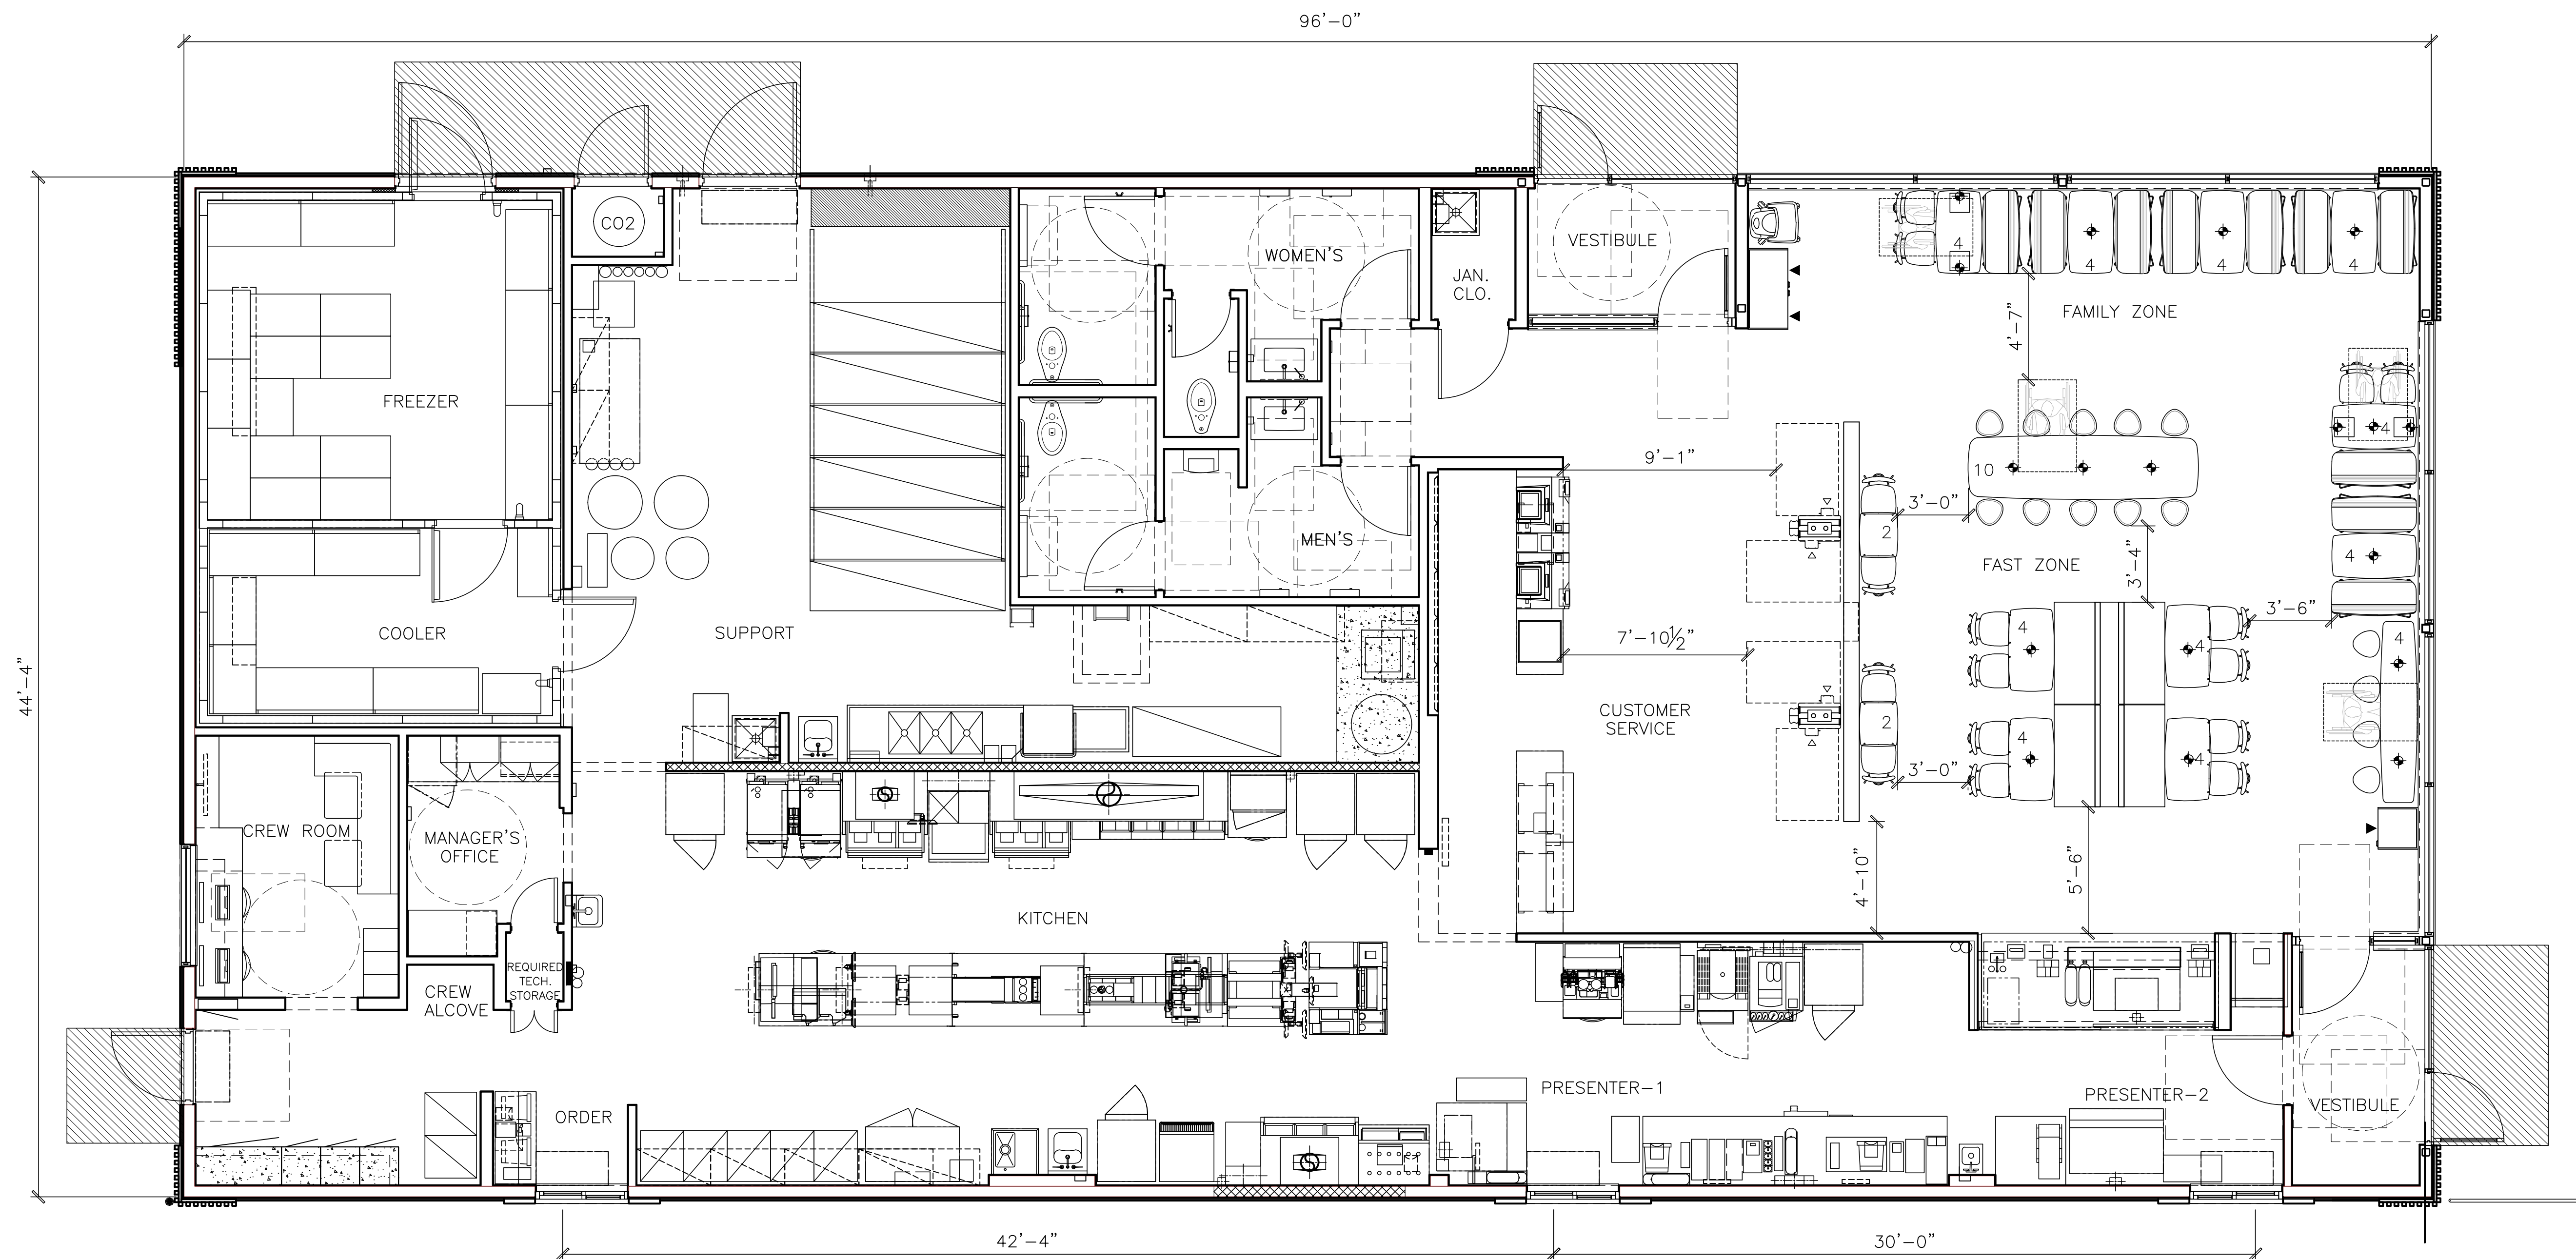 96'-0"
CO2
WOMEN'S
VESTIBULE
4
4
4
4
JAN.
CLO.
4'-7"
FAMILY ZONE
FREEZER
4
9'-1"
10
3'-0"
2
MEN'S
FAST ZONE
3'-4"
4
3'-6"
COOLER
SUPPORT
7'-10½"
4
4
4
44'-4"
CUSTOMER
SERVICE
2
4
4
3'-0"
CREW ROOM
MANAGER'S
OFFICE
4'-10"
5'-6"
KITCHEN
REQUIRED
TECH.
STORAGE
CREW
ALCOVE
PRESENTER-1
PRESENTER-2
VESTIBULE
ORDER
42'-4"
30'-0"